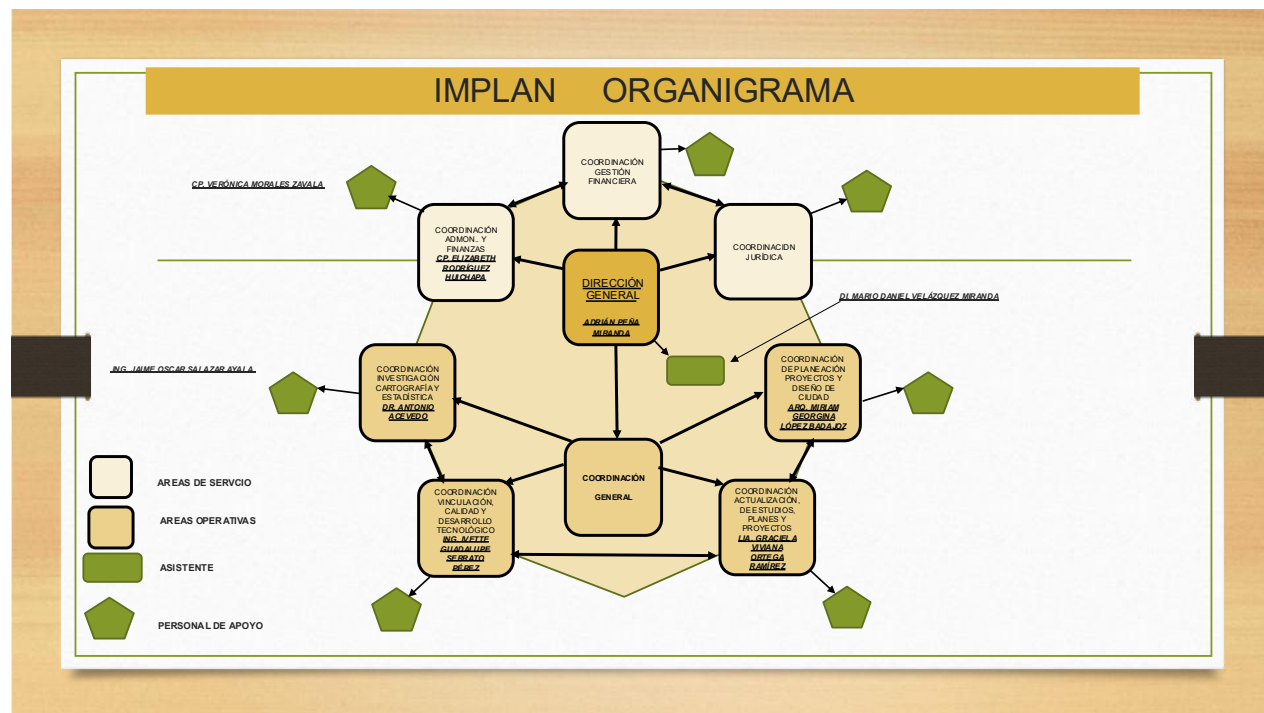 IMPLAN ORGANIGRAMA
COORDINACIÓN
GESTIÓN
FINANCIERA
CP. VERÓNICA MORALES ZAVALA
COORDINACIÓN
ADMON.. Y
FINANZAS
CP. ELIZABETH
RODRÍGUEZ
HUICHAPA
COORDINACIDN
JURÍDICA
DIRECCIÓN
GENERAL
ADRIÁN PEÑA
MIRANDA
DI. MARIO DANIEL VELÁZQUEZ MIRANDA
ING. JAIME OSCAR SALAZAR AYALA
COORDINACIÓN
INVESTIGACIÓN
CARTOGRAFÍA Y
ESTADÍSTICA
DR. ANTONIO
ACEVEDO
COORDINACIÓN
DE PLANEACIÓN
PROYECTOS Y
DISEÑO DE
CIUDAD
ARQ. MIRIAM
GEORGINA
LÓPEZ BADAJOZ
COORDINACIÓN
GENERAL
COORDINACIÓN
VINCULACIÓN,
CALIDAD Y
DESARROLLO
TECNOLÓGICO
ING. IVETTE
GUADALUPE
SERRATO
PÉREZ
COORDINACIÓN
ACTUALIZACIÓN,
DE ESTUDIOS,
PLANES Y
PROYECTOS
LIA. GRACIELA
VIVIANA
ORTEGA
RAMÍREZ
AREAS DE SERVCIO
AREAS OPERATIVAS
ASISTENTE
PERSONAL DE APOYO